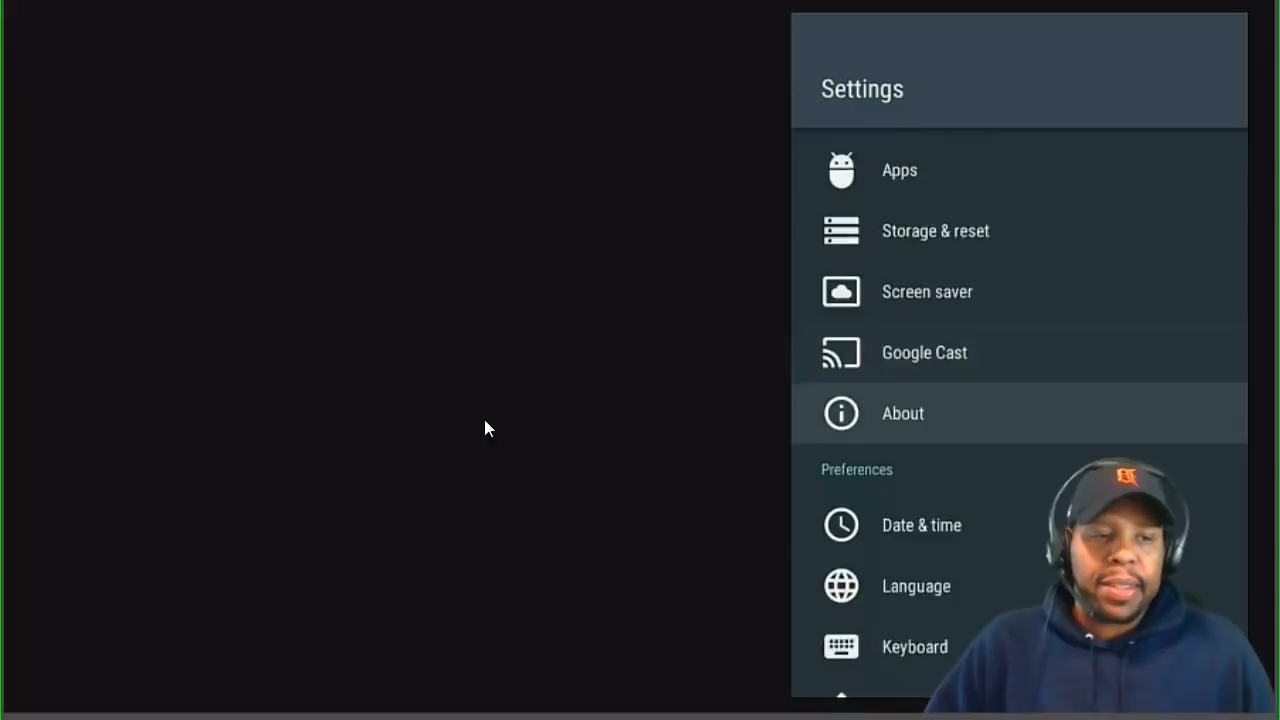 Settings
Apps
Storage & reset
Screen saver
Google Cast
About
Preferences
Date & time
Language
Keyboard